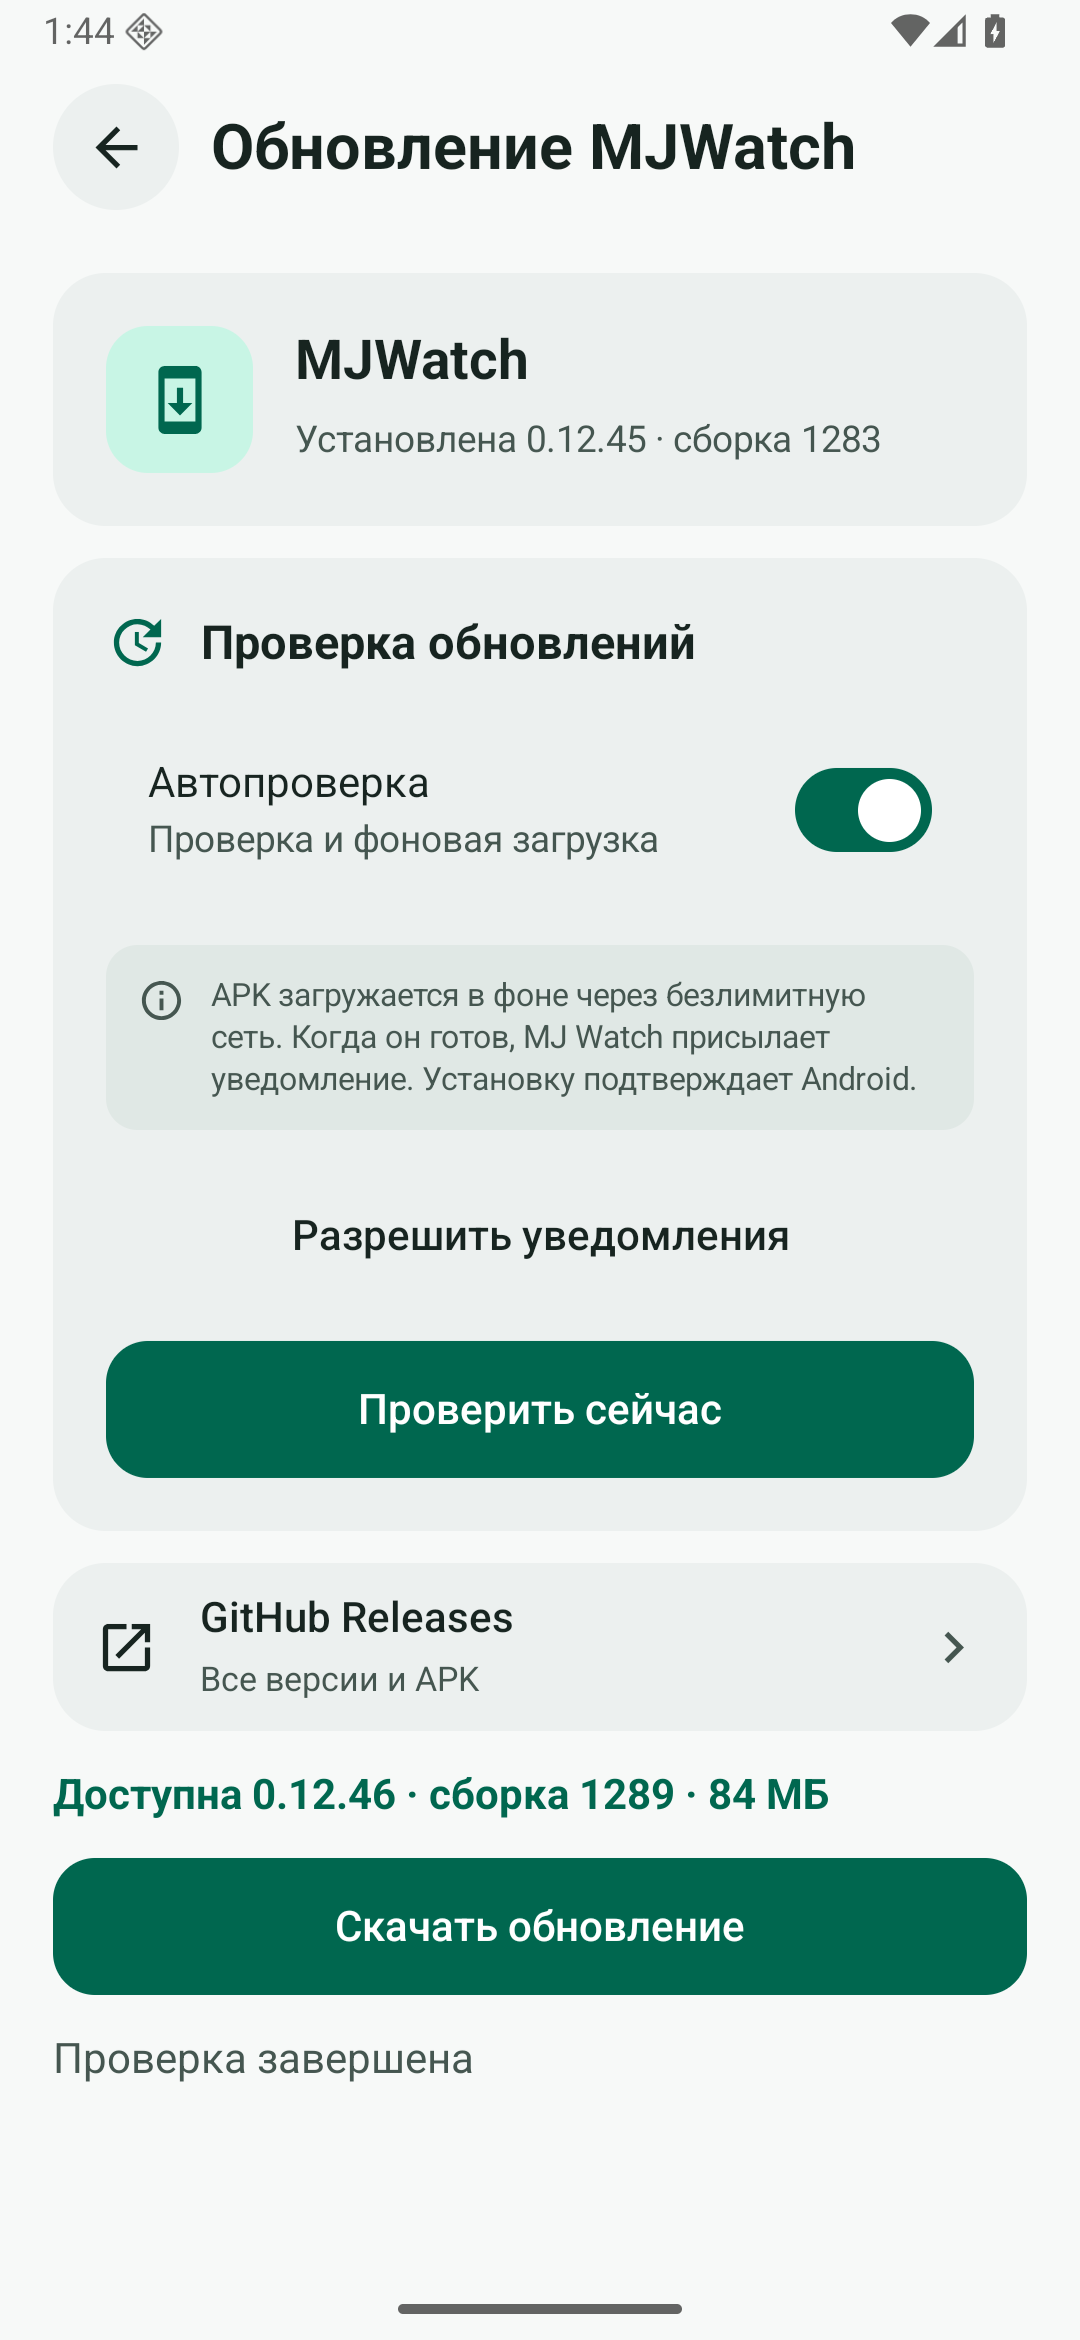 1:44
Обновление MJWatch
MJWatch
Установлена 0.12.45 · сборка 1283
Проверка обновлений
Автопроверка
Проверка и фоновая загрузка
APK загружается в фоне через безлимитную
сеть. Когда он готов, MJ Watch присылает
уведомление. Установку подтверждает Android.
Разрешить уведомления
Проверить сейчас
GitHub Releases
Все версии и APK
Доступна 0.12.46 · сборка 1289 · 84 МБ
Скачать обновление
Проверка завершена